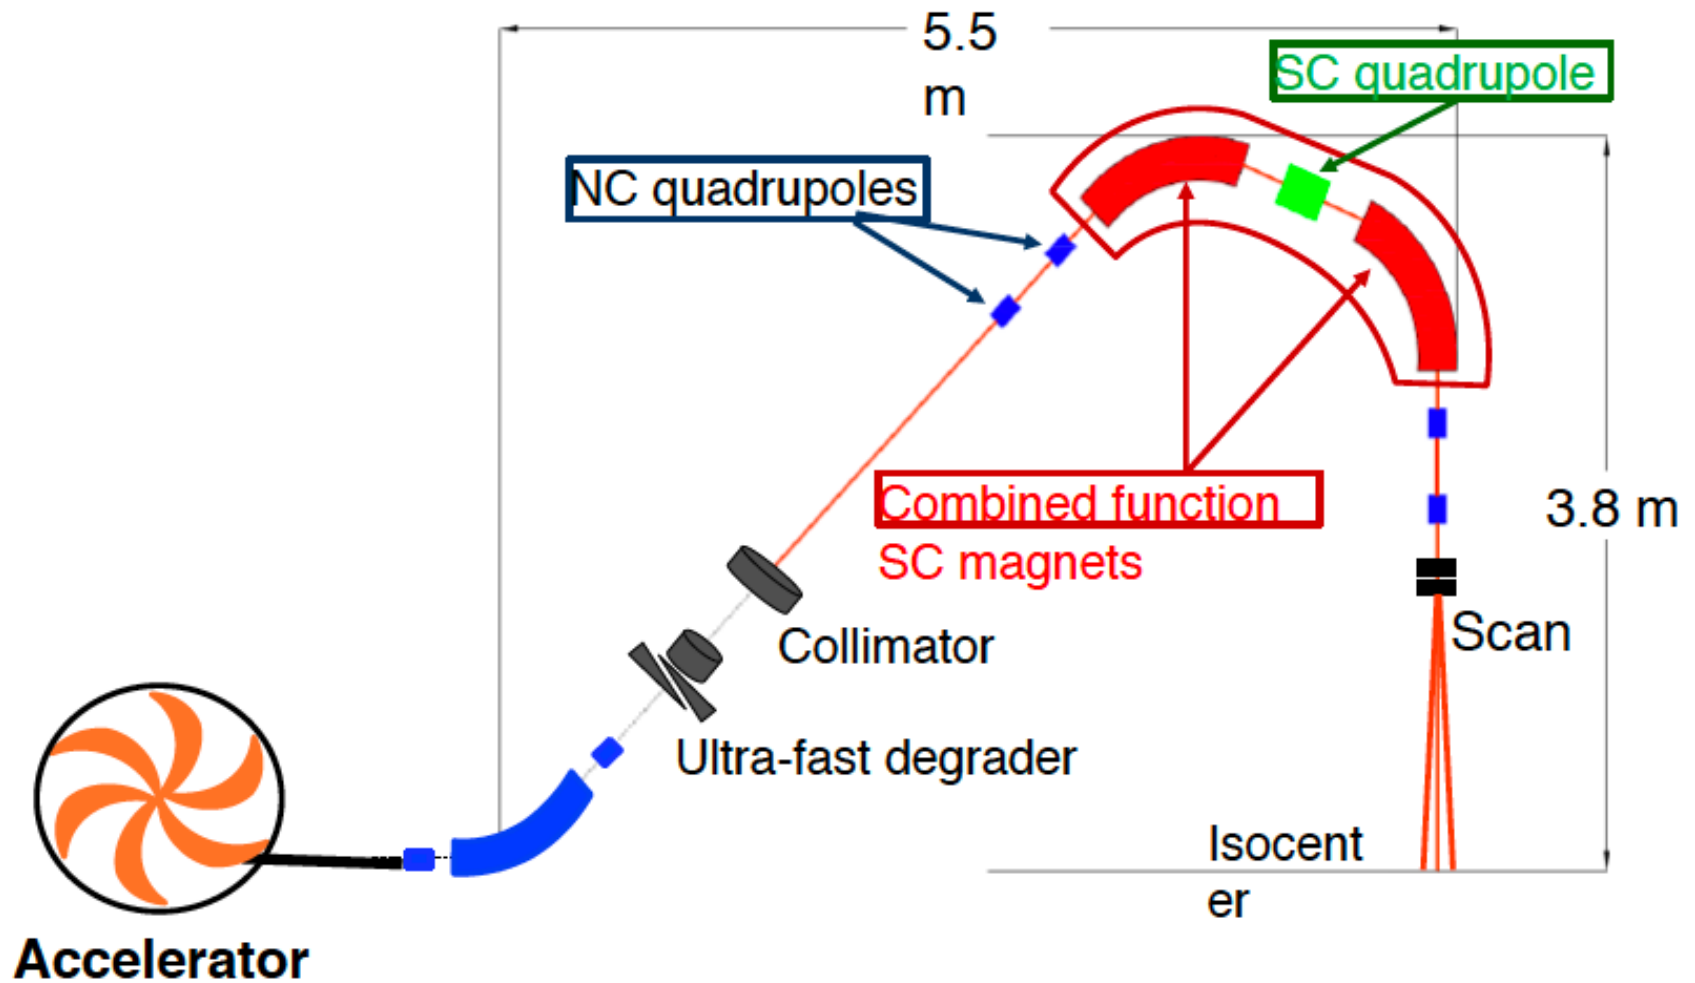 5.5
m
SC quadrupole
NC quadrupoles
Combined function
SC magnets
3.8 m
Collimator
Scan
Ultra-fast degrader
Isocent
er
Accelerator